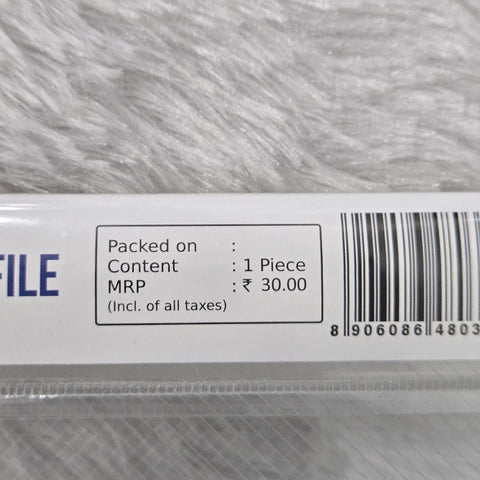 FILE
Packed on :
Content : 1 Piece
MRP : ₹ 30.00
(Incl. of all taxes)
8 906086 4803